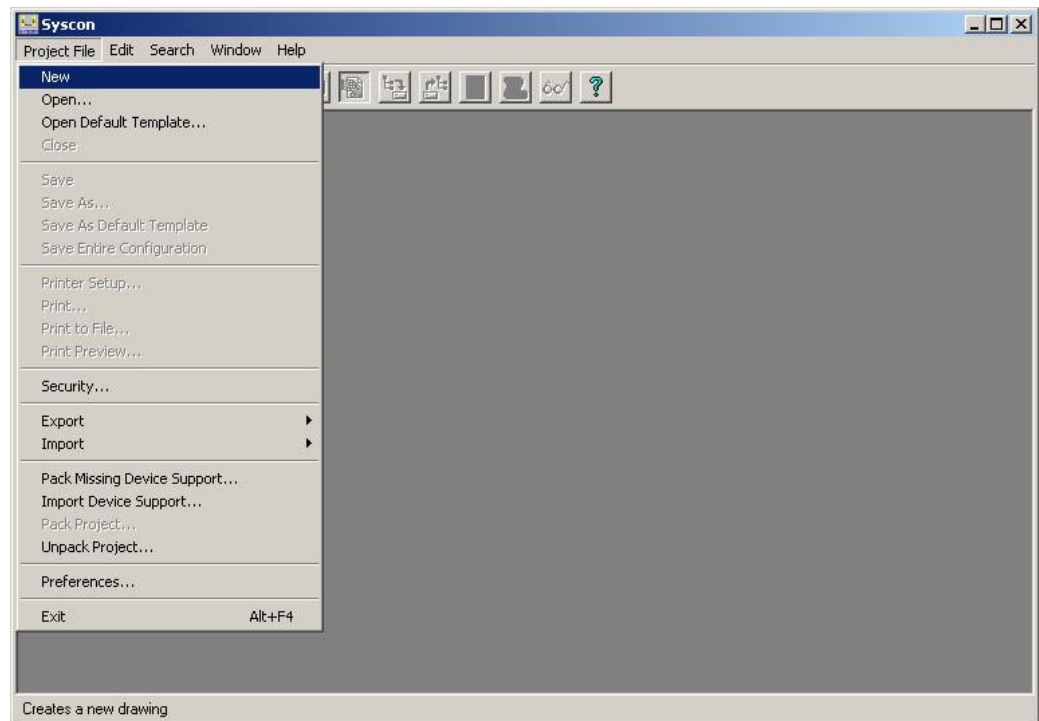 Syscon
Project File Edit Search Window Help
New
Open...
Open Default Template...
Close
Save
Save As...
Save As Default Template
Save Entire Configuration
Printer Setup...
Print...
Print to File...
Print Preview...
Security...
Export
Import
Pack Missing Device Support...
Import Device Support...
Pack Project...
Unpack Project...
Preferences...
Exit Alt+F4
Creates a new drawing